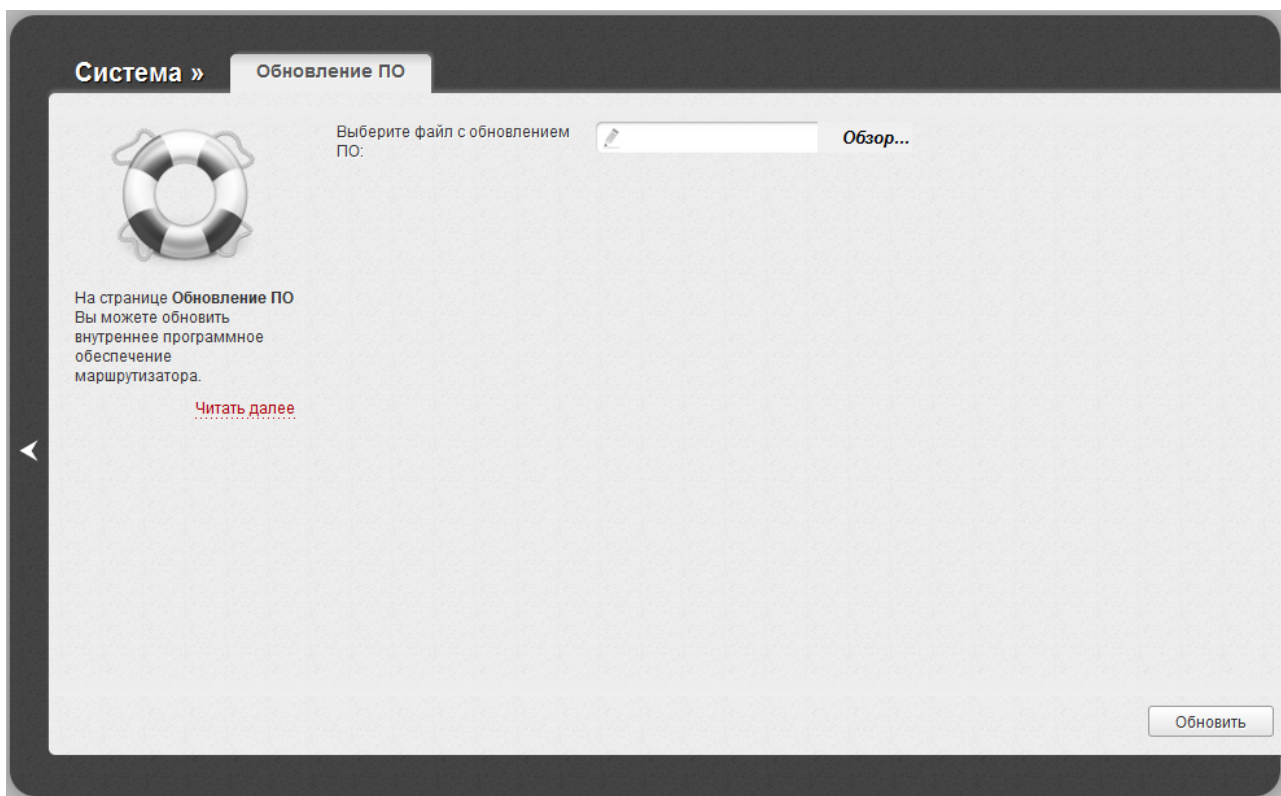 Система »
Обновление ПО
Выберите файл с обновлением
ПО:
Обзор...
На странице Обновление ПО
Вы можете обновить
внутреннее программное
обеспечение
маршрутизатора.
Читать далее
Обновить